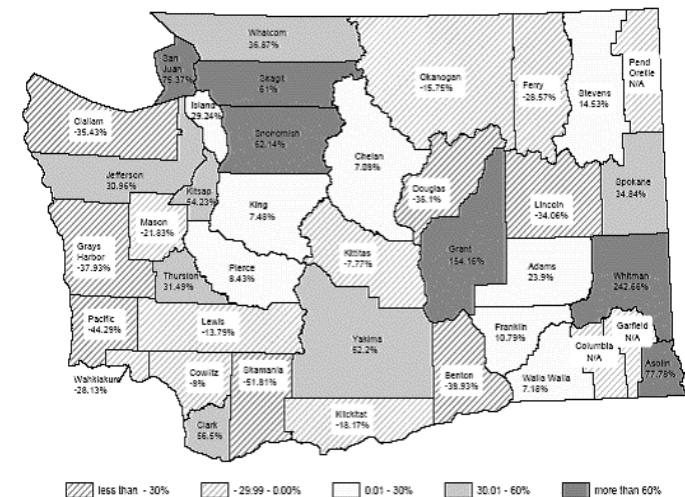 Whatcom
36.87%
San
Juan
75.37%
Skagit
61%
Okanogan
-15.75%
Ferry
-28.57%
Stevens
14.53%
Pend
Oreille
N/A
Island
29.24%
Clallam
-35.43%
Snohomish
62.14%
Chelan
7.08%
Jefferson
30.96%
Kitsap
54.23%
Douglas
-35.1%
Lincoln
-34.06%
Spokane
34.84%
King
7.48%
Mason
-21.83%
Grays
Harbor
-37.93%
Kittitas
-7.77%
Grant
154.16%
Adams
23.9%
Whitman
242.66%
Pierce
8.43%
Thurston
31.49%
Pacific
-44.29%
Lewis
-13.79%
Yakima
52.2%
Franklin
10.79%
Garfield
N/A
Columbia
N/A
Asotin
77.78%
Wahkiakum
-28.13%
Cowlitz
-9%
Skamania
-51.81%
Benton
-38.93%
Walla Walla
7.18%
Klickitat
-18.17%
Clark
56.5%
less than - 30%
- 29.99 - 0.00%
0.01 - 30%
30.01 - 60%
more than 60%